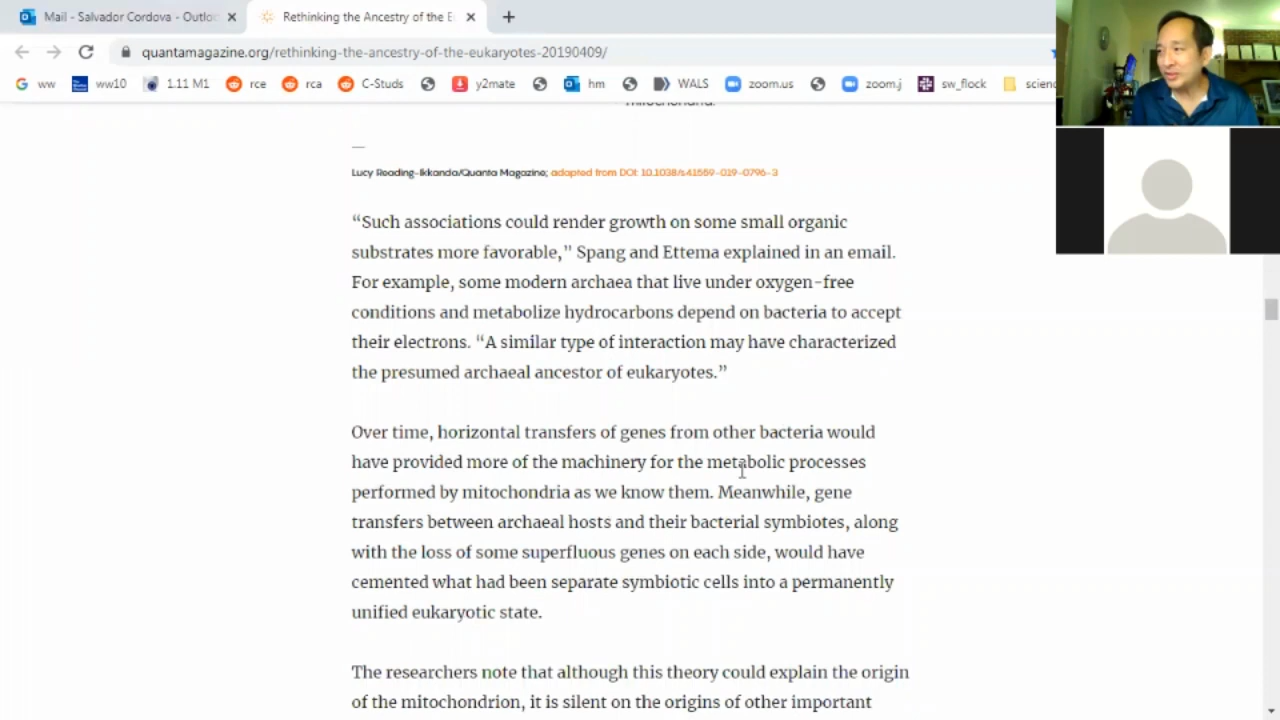 Mail - Salvador Cordova - Outloo
Rethinking the Ancestry of the E
quantamagazine.org/rethinking-the-ancestry-of-the-eukaryotes-20190409/
ww
ww10
1.11 M1
rce
rca
C-Studs
y2mate
hm
WALS
zoom.us
zoom.j
sw_flock
scienc
mitochondria.
—
Lucy Reading-Ikkanda/Quanta Magazine; adapted from DOI: 10.1038/s41559-019-0796-3
“Such associations could render growth on some small organic
substrates more favorable,” Spang and Ettema explained in an email.
For example, some modern archaea that live under oxygen-free
conditions and metabolize hydrocarbons depend on bacteria to accept
their electrons. “A similar type of interaction may have characterized
the presumed archaeal ancestor of eukaryotes.”
Over time, horizontal transfers of genes from other bacteria would
have provided more of the machinery for the metabolic processes
performed by mitochondria as we know them. Meanwhile, gene
transfers between archaeal hosts and their bacterial symbiotes, along
with the loss of some superfluous genes on each side, would have
cemented what had been separate symbiotic cells into a permanently
unified eukaryotic state.
The researchers note that although this theory could explain the origin
of the mitochondrion, it is silent on the origins of other important